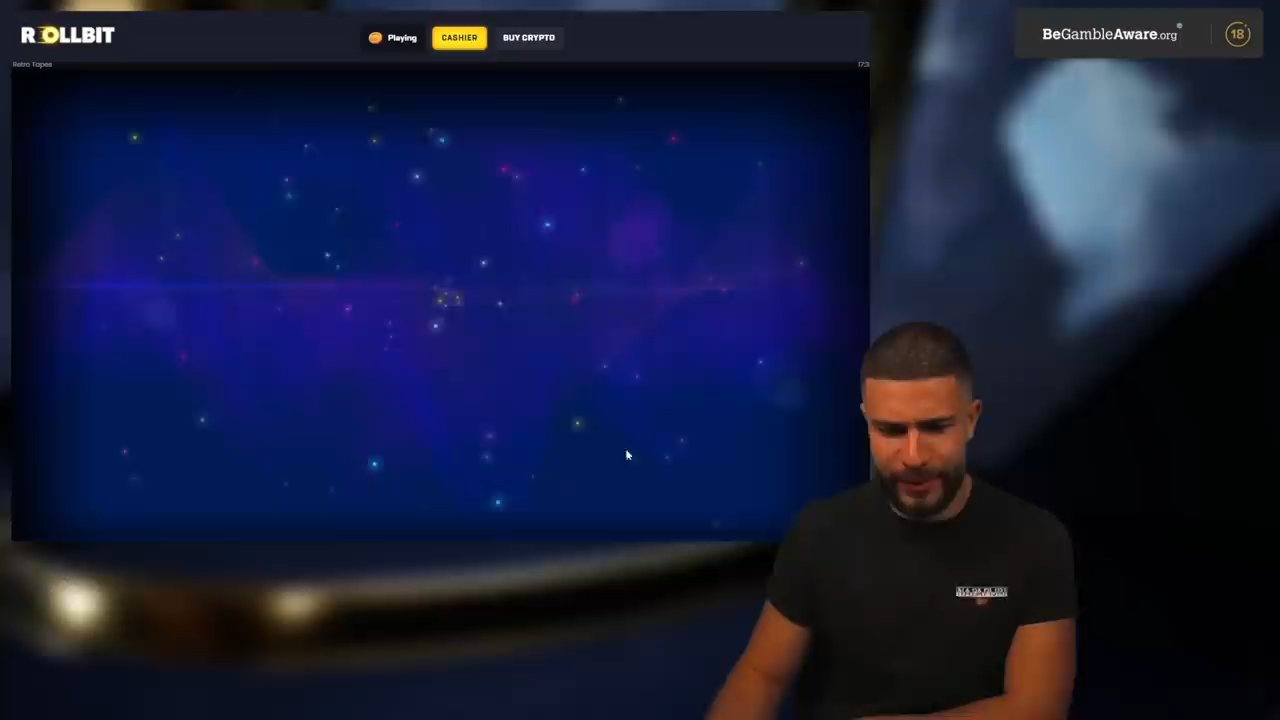 ROLLBIT
Playing
CASHIER
BUY CRYPTO
BeGambleAware.org
18
Retro Tapes